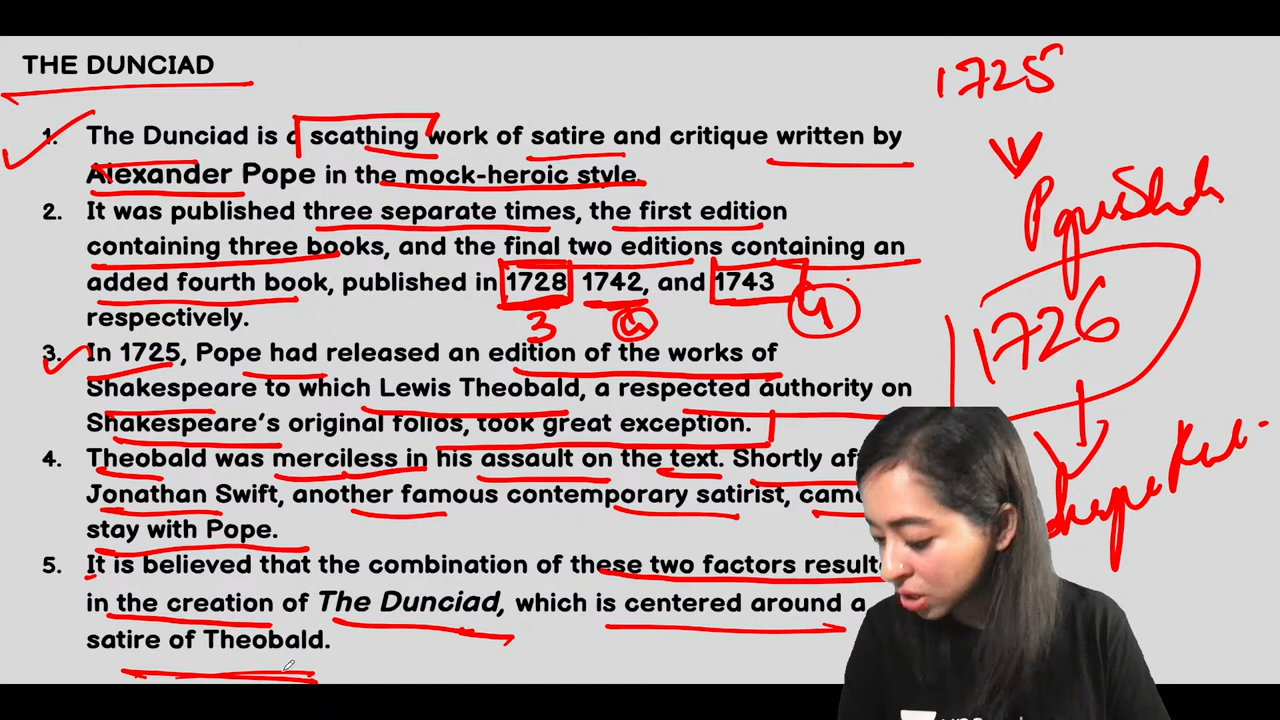 THE DUNCIAD
1. The Dunciad is a scathing work of satire and critique written by
Alexander Pope in the mock-heroic style.
2. It was published three separate times, the first edition
containing three books, and the final two editions containing an
added fourth book, published in 1728 1742, and 1743
respectively.
3 4 4
3. In 1725, Pope had released an edition of the works of
Shakespeare to which Lewis Theobald, a respected authority on
Shakespeare's original folios, took great exception.
4. Theobald was merciless in his assault on the text. Shortly
Jonathan Swift, another famous contemporary satirist,
stay with Pope.
5. It is believed that the combination of these two factors
in the creation of The Dunciad, which is centered around a
satire of Theobald.
1725
1726